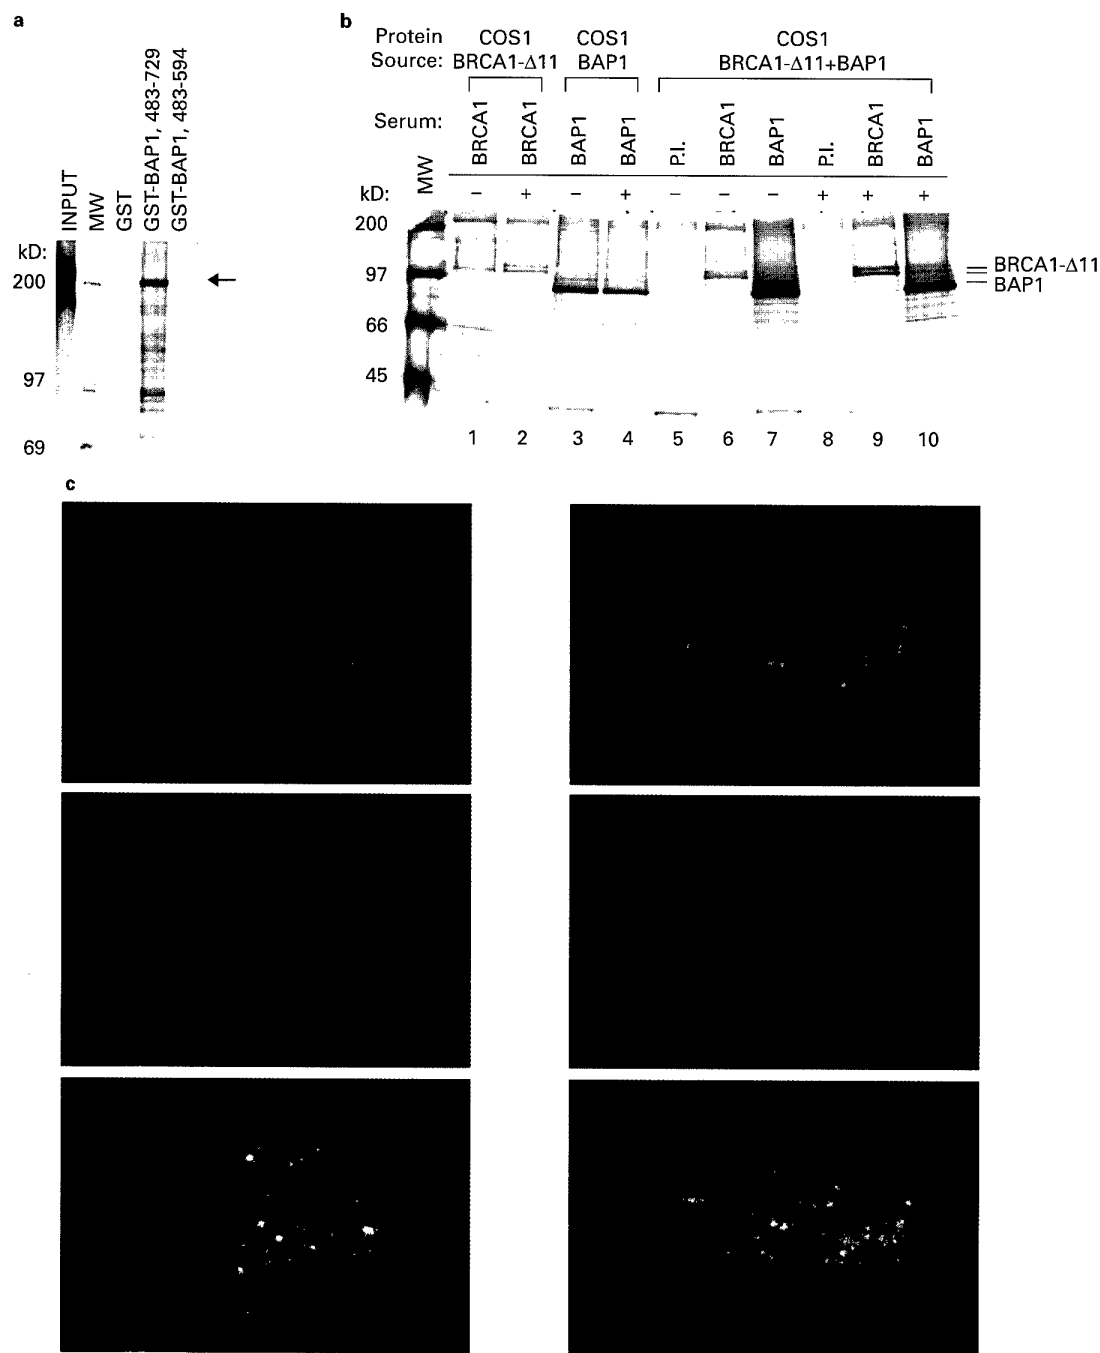 a
INPUT
MW
GST
GST-BAP1, 483-729
GST-BAP1, 483-594
kD:
200
97
69
b
Protein Source:
COS1 BRCA1-Δ11
COS1 BAP1
COS1 BRCA1-Δ11+BAP1
Serum:
MW
BRCA1
BRCA1
BAP1
BAP1
P.I.
BRCA1
BAP1
P.I.
BRCA1
BAP1
kD:
− + − + − − − + + +
200
97
66
45
BRCA1-Δ11
BAP1
1 2 3 4 5 6 7 8 9 10
c